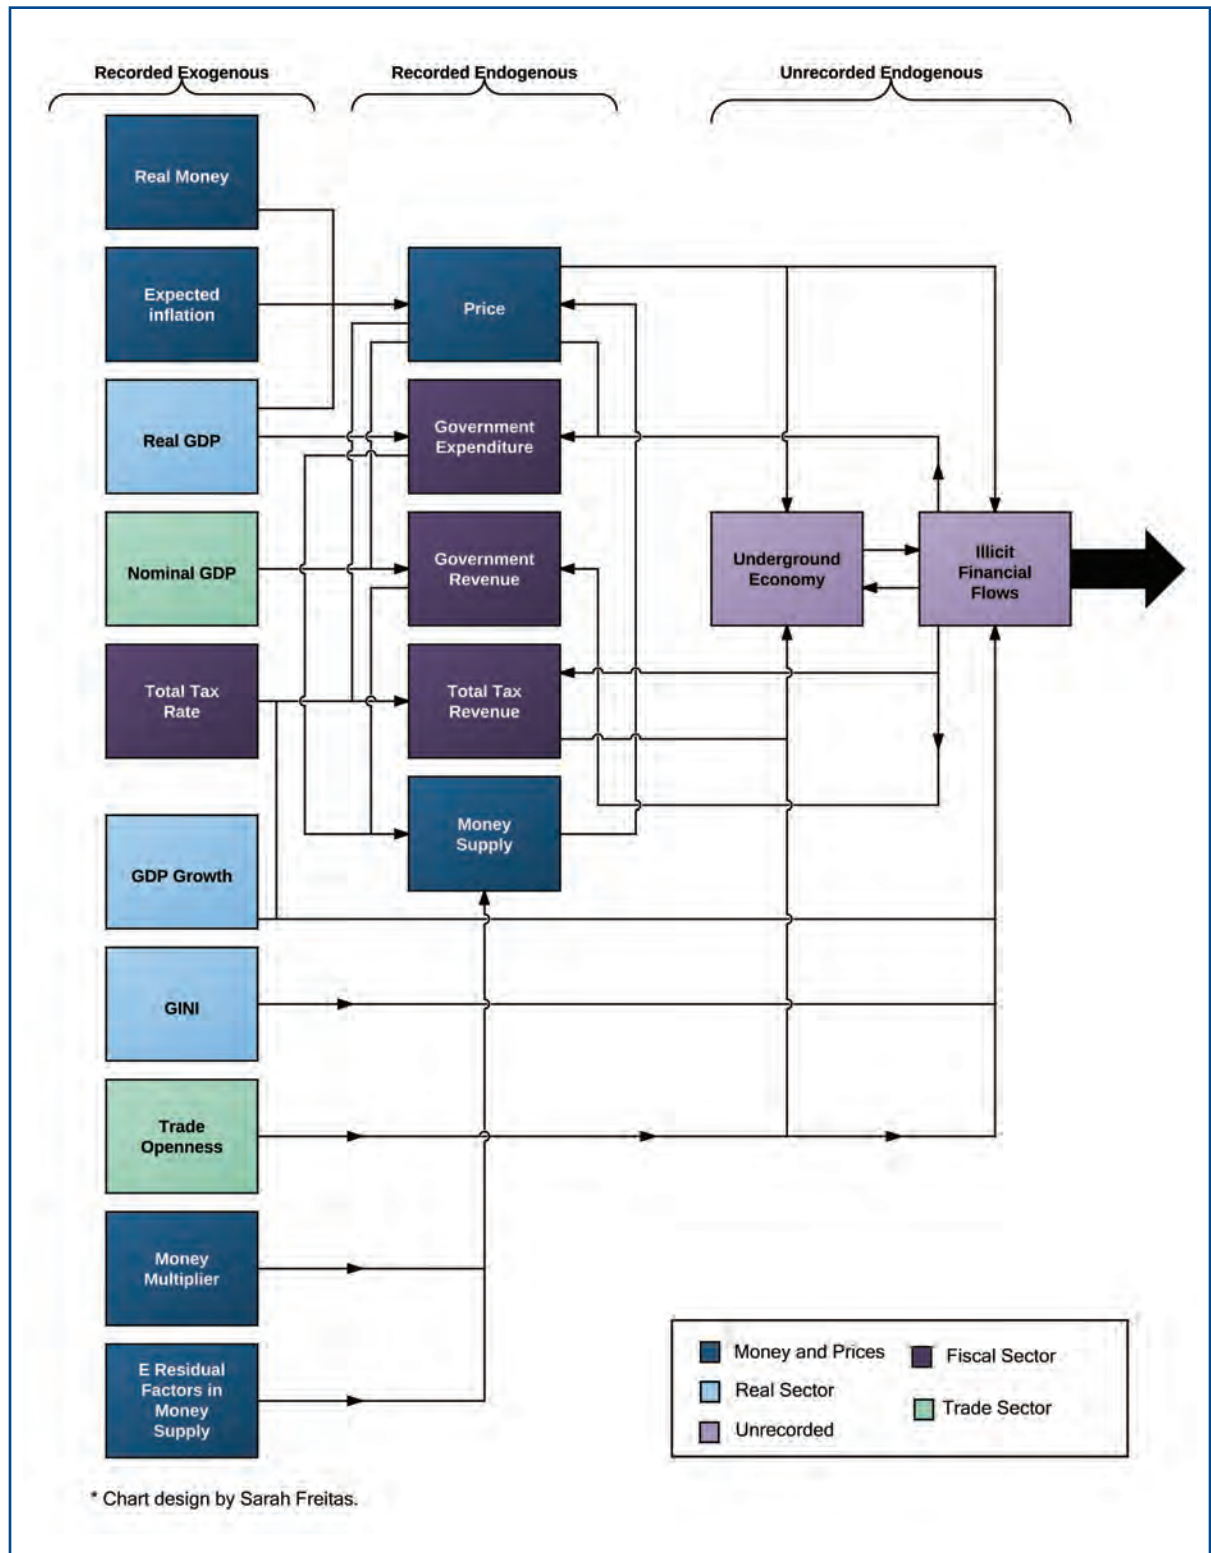 Recorded Exogenous
Recorded Endogenous
Unrecorded Endogenous
Real Money
Expected
inflation
Price
Real GDP
Government
Expenditure
Nominal GDP
Government
Revenue
Underground
Economy
Illicit
Financial
Flows
Total Tax
Rate
Total Tax
Revenue
Money
Supply
GDP Growth
GINI
Trade
Openness
Money
Multiplier
E Residual
Factors in
Money
Supply
Money and Prices
Fiscal Sector
Real Sector
Trade Sector
Unrecorded
* Chart design by Sarah Freitas.